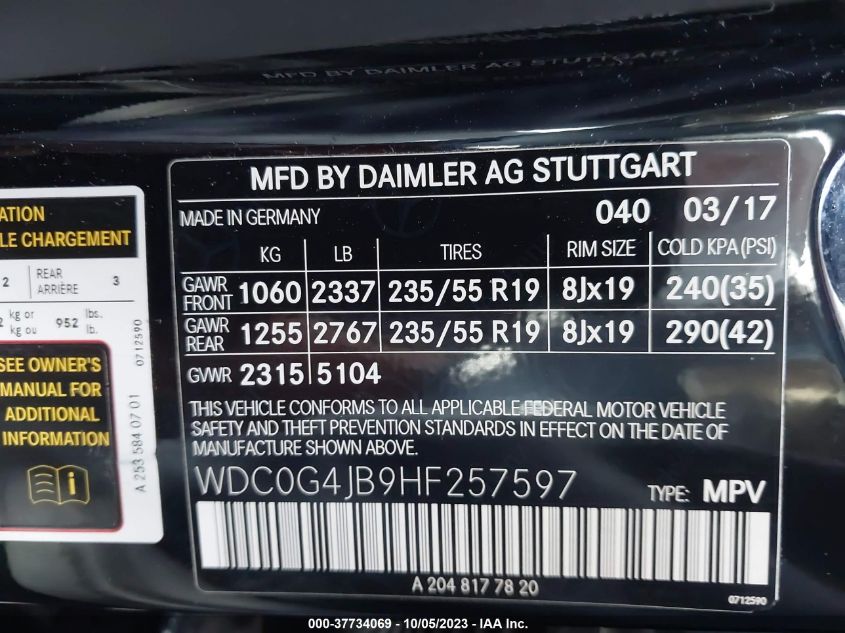 MFD BY DAIMLER AG STUTTGART
MFD BY DAIMLER AG STUTTGART
MADE IN GERMANY 040 03/17
KG LB TIRES RIM SIZE COLD KPA (PSI)
GAWR FRONT 1060 2337 235/55 R19 8Jx19 240(35)
GAWR REAR 1255 2767 235/55 R19 8Jx19 290(42)
GVWR 2315 5104
THIS VEHICLE CONFORMS TO ALL APPLICABLE FEDERAL MOTOR VEHICLE
SAFETY AND THEFT PREVENTION STANDARDS IN EFFECT ON THE DATE OF
MANUFACTURE SHOWN ABOVE.
WDC0G4JB9HF257597 TYPE: MPV
A 204 817 78 20
0712590
CHARGEMENT
2 REAR ARRIÈRE 3
kg or kg ou 952 lbs. lb.
SEE OWNER'S
MANUAL FOR
ADDITIONAL
INFORMATION
A 253 584 07 01
0712590
000-37734069 - 10/05/2023 - IAA Inc.